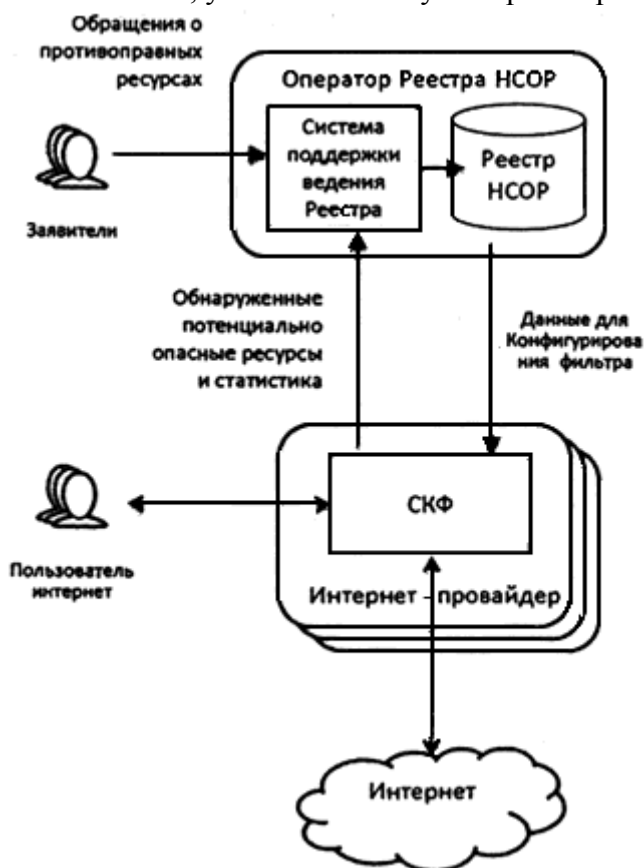 Обращения о
противоправных
ресурсах
Оператор Реестра НСОР
Система
поддержки
ведения
Реестра
Реестр
НСОР
Заявители
Обнаруженные
потенциально
опасные ресурсы
и статистика
Данные для
Конфигурирова
ния фильтра
СКФ
Пользователь
интернет
Интернет - провайдер
Интернет